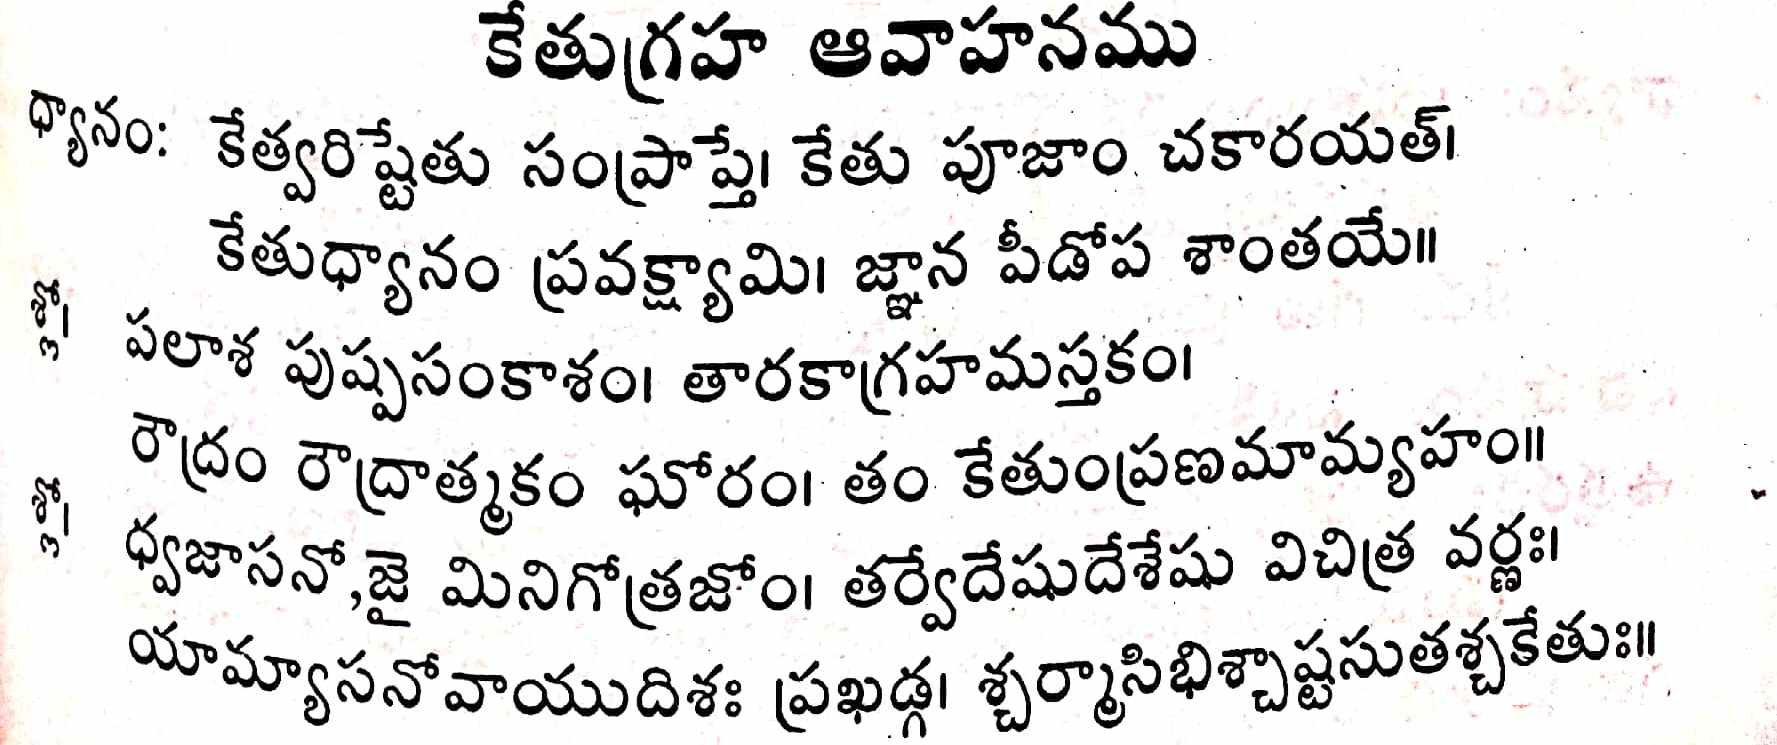 కేతుగ్రహ ఆవాహనము
ధ్యానం: కేత్వరిష్టేతు సంప్రాప్తే। కేతు పూజాం చకారయత్।
కేతుధ్యానం ప్రవక్ష్యామి। జ్ఞాన పీడోప శాంతయే॥
శ్లో। పలాశ పుష్పసంకాశం। తారకాగ్రహమస్తకం।
రౌద్రం రౌద్రాత్మకం ఘోరం। తం కేతుంప్రణమామ్యహం॥
శ్లో। ధ్వజాసనో,జై మినిగోత్రజోం। తర్వేదేషుదేశేషు విచిత్ర వర్ణః।
యామ్యాసనోవాయుదిశః ప్రఖడ్గ। శ్చర్మాసిభిశ్చాష్టసుతశ్చకేతుః॥